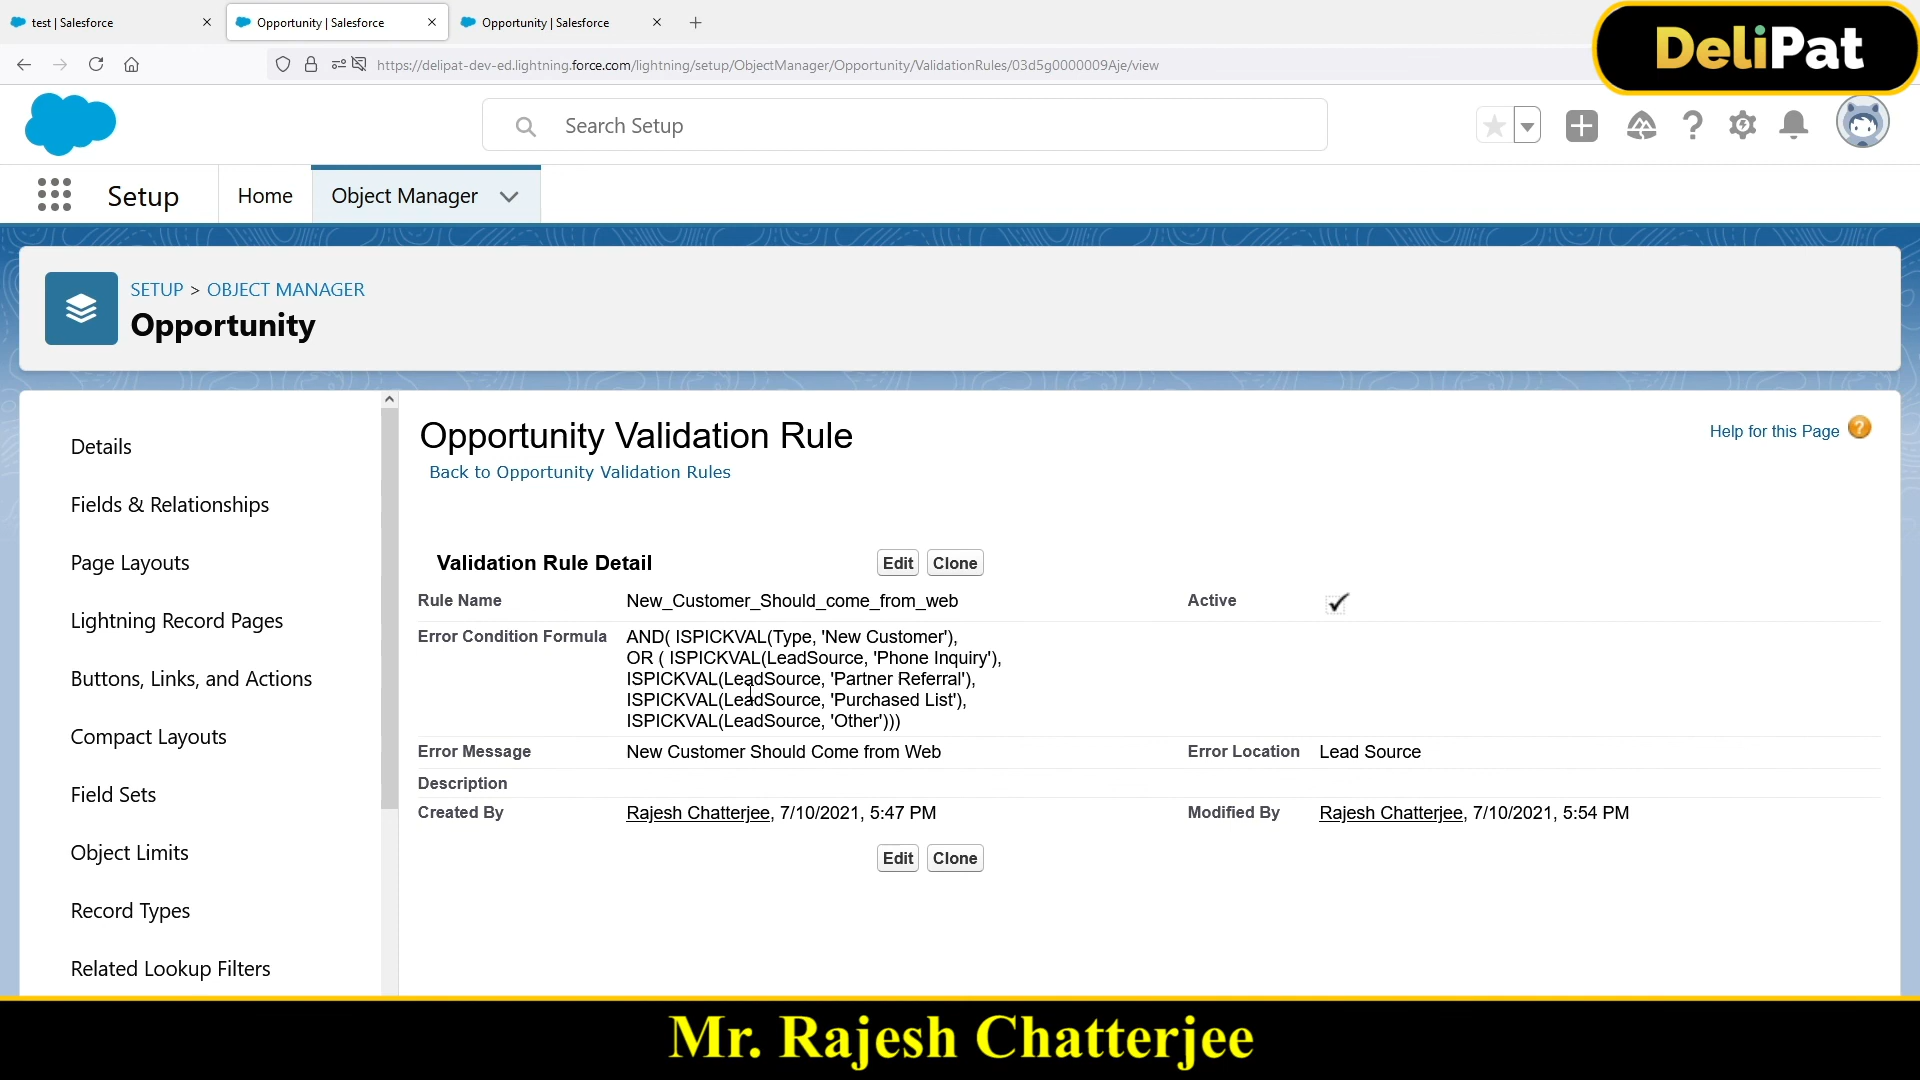 test | Salesforce
Opportunity | Salesforce
Opportunity | Salesforce
https://delipat-dev-ed.lightning.force.com/lightning/setup/ObjectManager/Opportunity/ValidationRules/03d5g0000009Aje/view
DeliPat
Search Setup
Setup
Home
Object Manager
SETUP > OBJECT MANAGER
Opportunity
Details
Fields & Relationships
Page Layouts
Lightning Record Pages
Buttons, Links, and Actions
Compact Layouts
Field Sets
Object Limits
Record Types
Related Lookup Filters
Opportunity Validation Rule
Help for this Page ?
Back to Opportunity Validation Rules
Validation Rule Detail Edit Clone
Rule Name New_Customer_Should_come_from_web Active
Error Condition Formula AND( ISPICKVAL(Type, 'New Customer'),
OR ( ISPICKVAL(LeadSource, 'Phone Inquiry'),
ISPICKVAL(LeadSource, 'Partner Referral'),
ISPICKVAL(LeadSource, 'Purchased List'),
ISPICKVAL(LeadSource, 'Other')))
Error Message New Customer Should Come from Web Error Location Lead Source
Description
Created By Rajesh Chatterjee, 7/10/2021, 5:47 PM Modified By Rajesh Chatterjee, 7/10/2021, 5:54 PM
Edit Clone
Mr. Rajesh Chatterjee